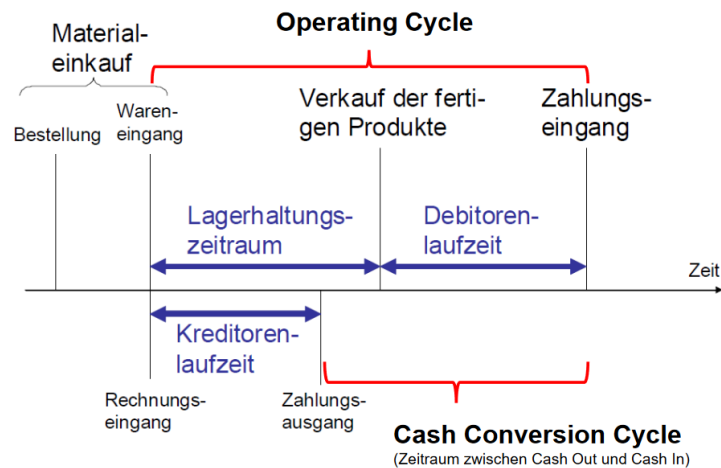 Operating Cycle
Material-
einkauf
Waren-
eingang
Bestellung
Verkauf der ferti-
gen Produkte
Zahlungs-
eingang
Lagerhaltungs-
zeitraum
Debitoren-
laufzeit
Zeit
Kreditoren-
laufzeit
Rechnungs-
eingang
Zahlungs-
ausgang
Cash Conversion Cycle
(Zeitraum zwischen Cash Out und Cash In)